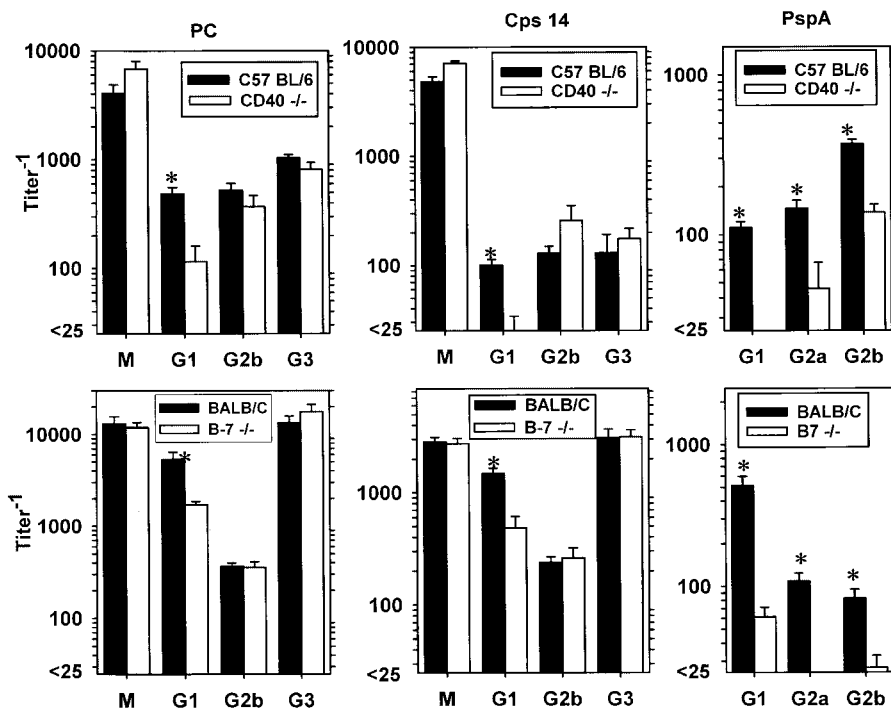 PC
Cps 14
PspA
Titer-1
10000
1000
100
<25
C57 BL/6
CD40 -/-
*
M G1 G2b G3
10000
1000
100
<25
C57 BL/6
CD40 -/-
*
M G1 G2b G3
1000
100
<25
C57 BL/6
CD40 -/-
*
*
*
G1 G2a G2b
Titer-1
10000
1000
100
<25
BALB/C
B-7 -/-
*
M G1 G2b G3
1000
100
<25
BALB/C
B-7 -/-
*
M G1 G2b G3
1000
100
<25
BALB/C
B7 -/-
*
*
*
G1 G2a G2b